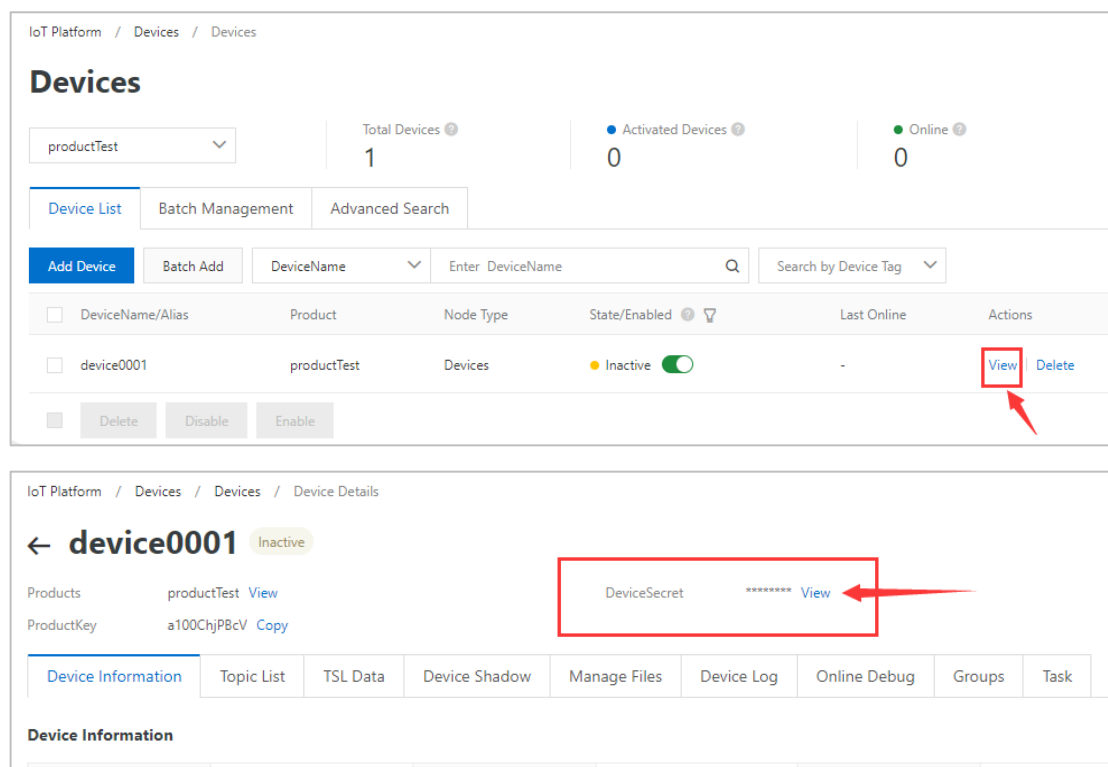 IoT Platform / Devices / Devices
Devices
productTest
Total Devices ?
1
Activated Devices ?
0
Online ?
0
Device List Batch Management Advanced Search
Add Device Batch Add DeviceName Enter DeviceName Search by Device Tag
DeviceName/Alias Product Node Type State/Enabled ? Last Online Actions
device0001 productTest Devices Inactive - View Delete
Delete Disable Enable
IoT Platform / Devices / Devices / Device Details
← device0001 Inactive
Products productTest View DeviceSecret ******** View
ProductKey a100ChjPBcV Copy
Device Information Topic List TSL Data Device Shadow Manage Files Device Log Online Debug Groups Task
Device Information